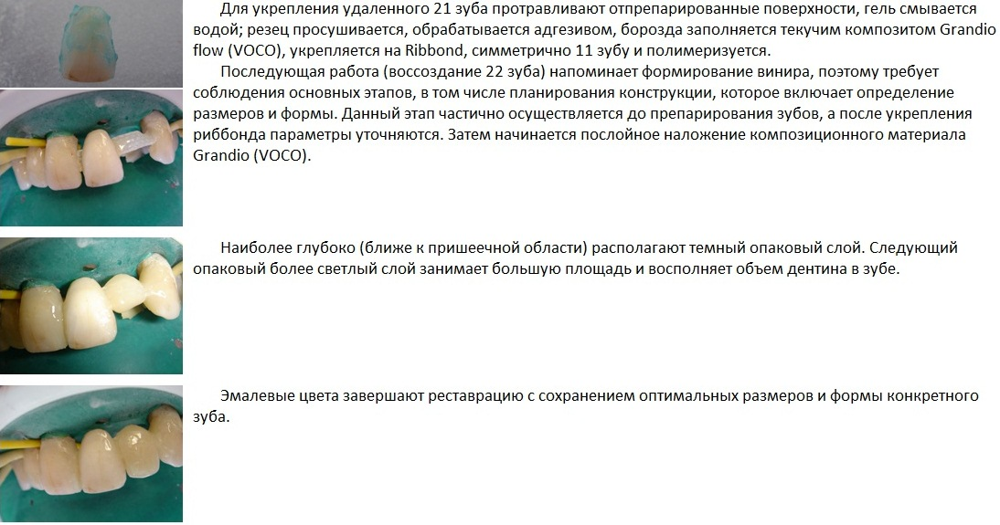 Для укрепления удаленного 21 зуба протравливают отпрепарированные поверхности, гель смывается
водой; резец просушивается, обрабатывается адгезивом, борозда заполняется текучим композитом Grandio
flow (VOCO), укрепляется на Ribbond, симметрично 11 зубу и полимеризуется.
Последующая работа (воссоздание 22 зуба) напоминает формирование винира, поэтому требует
соблюдения основных этапов, в том числе планирования конструкции, которое включает определение
размеров и формы. Данный этап частично осуществляется до препарирования зубов, а после укрепления
риббонда параметры уточняются. Затем начинается послойное наложение композиционного материала
Grandio (VOCO).
Наиболее глубоко (ближе к пришеечной области) располагают темный опаковый слой. Следующий
опаковый более светлый слой занимает большую площадь и восполняет объем дентина в зубе.
Эмалевые цвета завершают реставрацию с сохранением оптимальных размеров и формы конкретного
зуба.